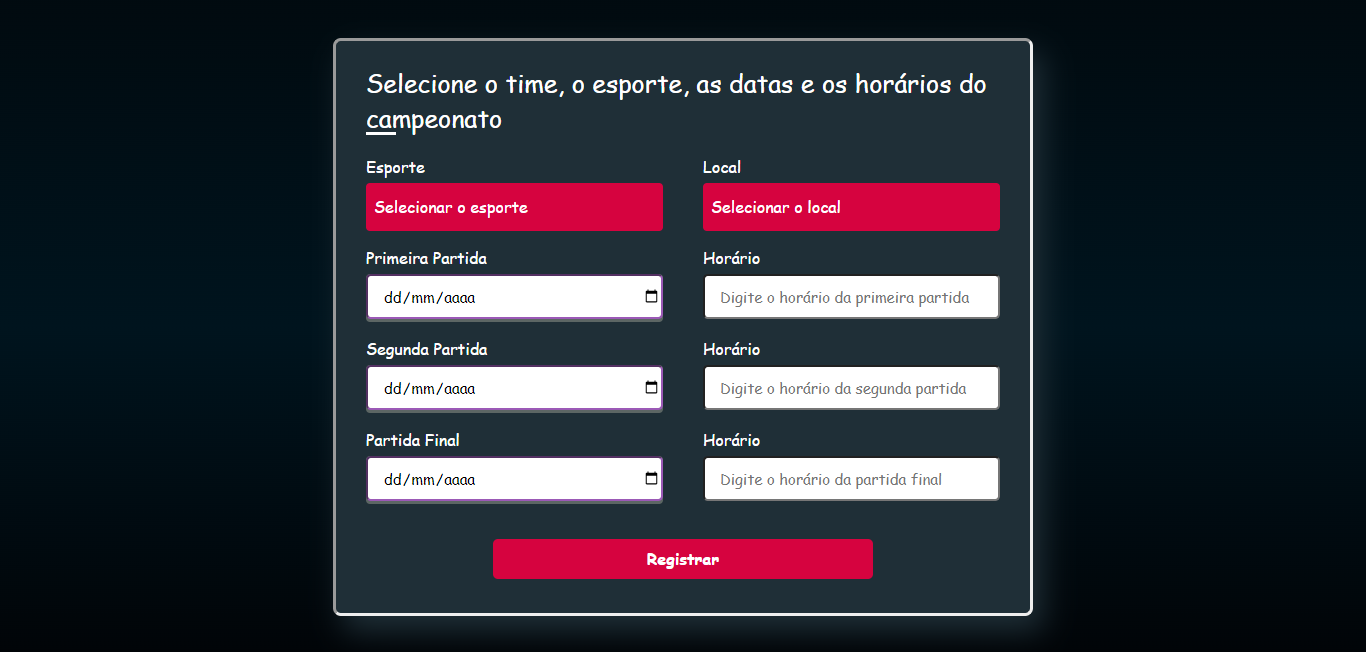 Selecione o time, o esporte, as datas e os horários do
campeonato
Esporte
Local
Selecionar o esporte
Selecionar o local
Primeira Partida
Horário
dd/mm/aaaa
Digite o horário da primeira partida
Segunda Partida
Horário
dd/mm/aaaa
Digite o horário da segunda partida
Partida Final
Horário
dd/mm/aaaa
Digite o horário da partida final
Registrar